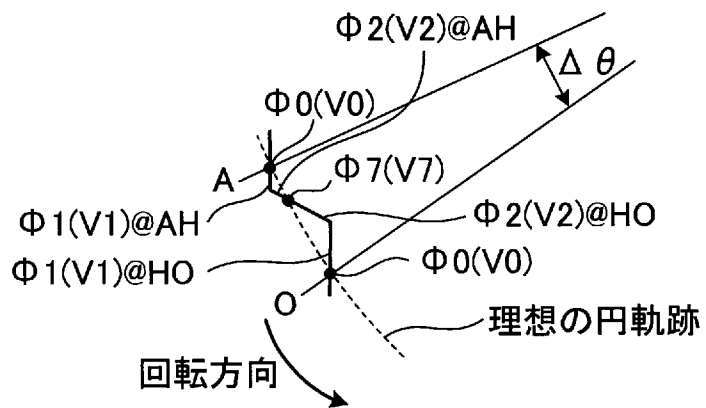 Φ2(V2)@AH
Δθ
Φ0(V0)
A
Φ7(V7)
Φ1(V1)@AH
Φ2(V2)@HO
Φ1(V1)@HO
Φ0(V0)
O
理想の円軌跡
回転方向